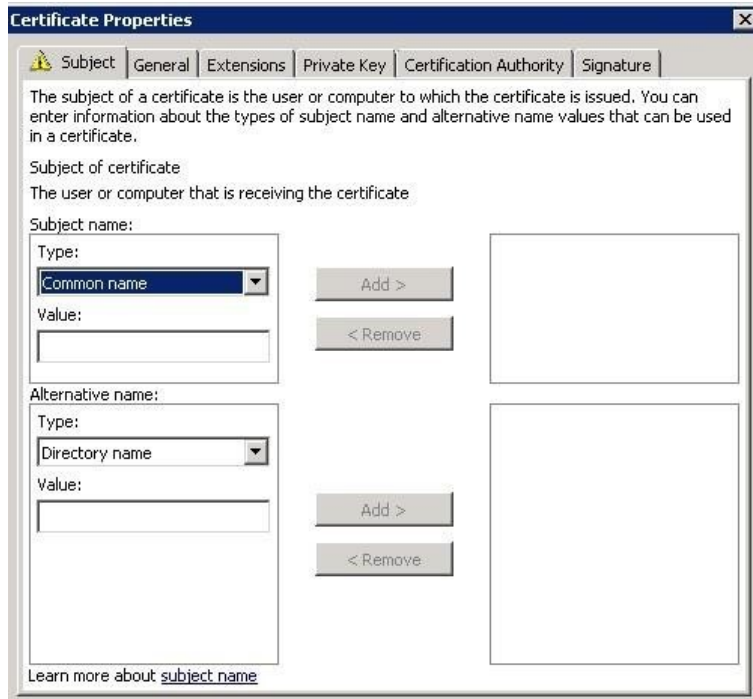 Certificate Properties
Subject General Extensions Private Key Certification Authority Signature
The subject of a certificate is the user or computer to which the certificate is issued. You can
enter information about the types of subject name and alternative name values that can be used
in a certificate.
Subject of certificate
The user or computer that is receiving the certificate
Subject name:
Type:
Common name
Add >
Value:
< Remove
Alternative name:
Type:
Directory name
Value:
Add >
< Remove
Learn more about subject name